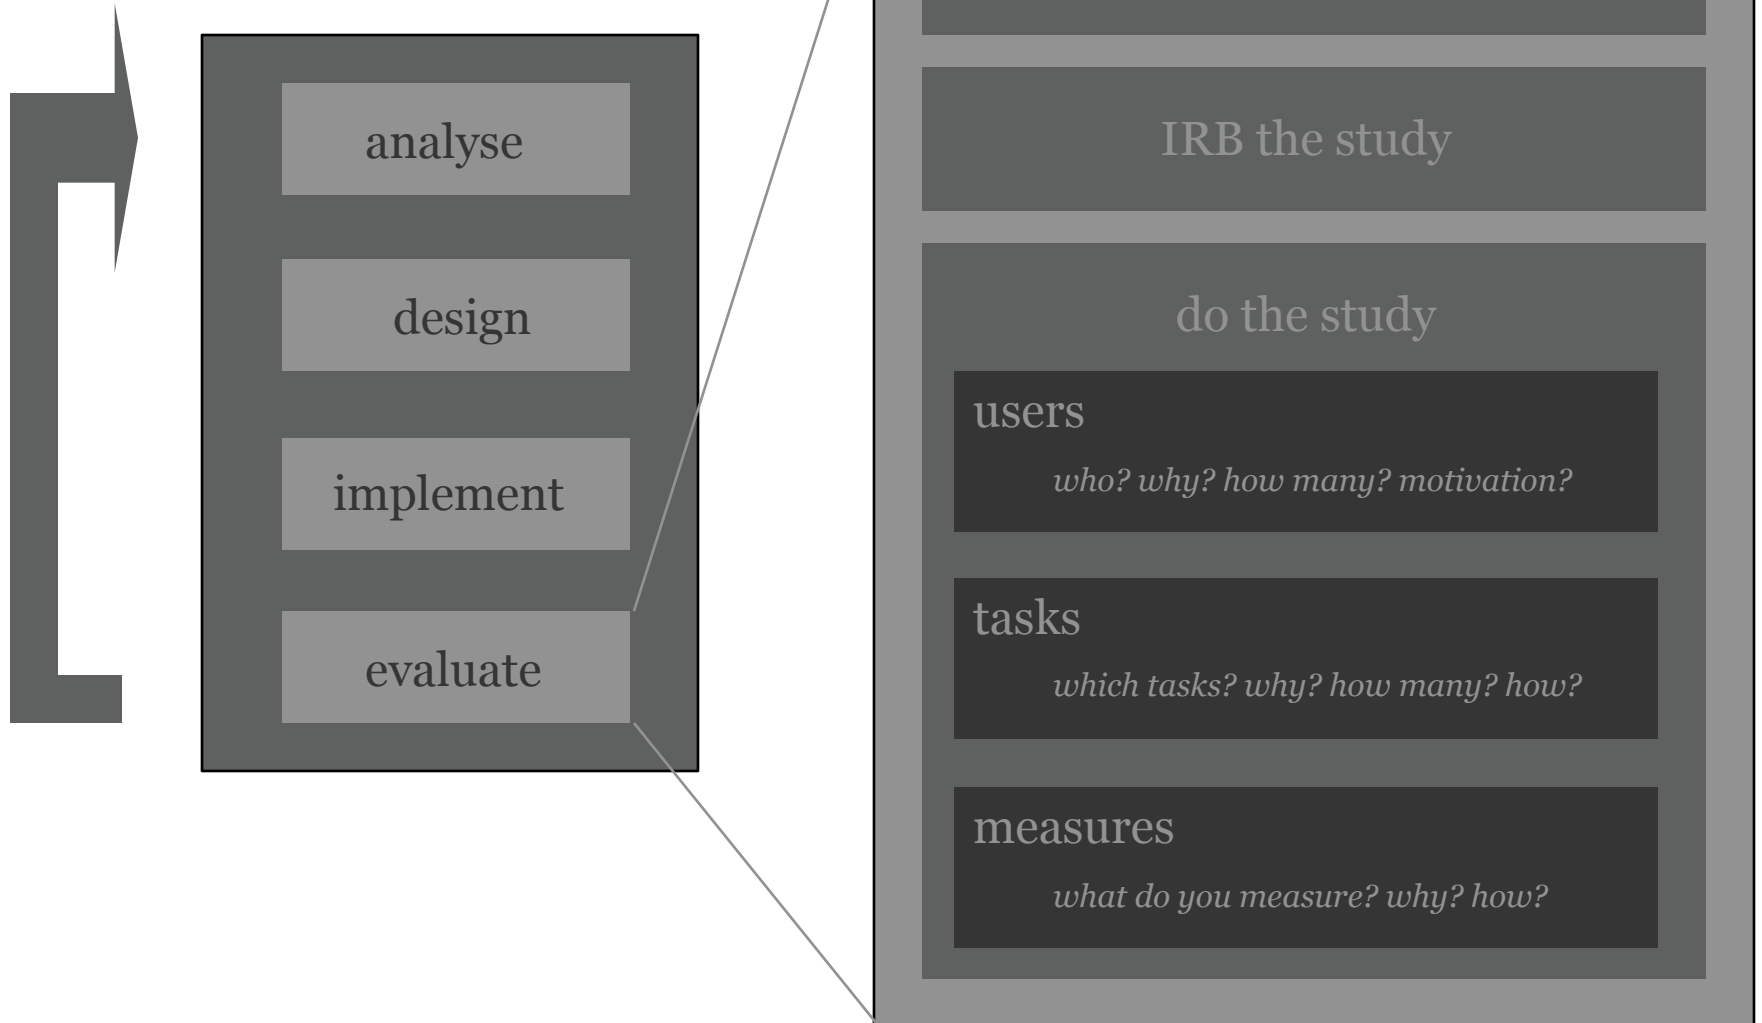 analyse
design
implement
evaluate
IRB the study
do the study
users
who? why? how many? motivation?
tasks
which tasks? why? how many? how?
measures
what do you measure? why? how?